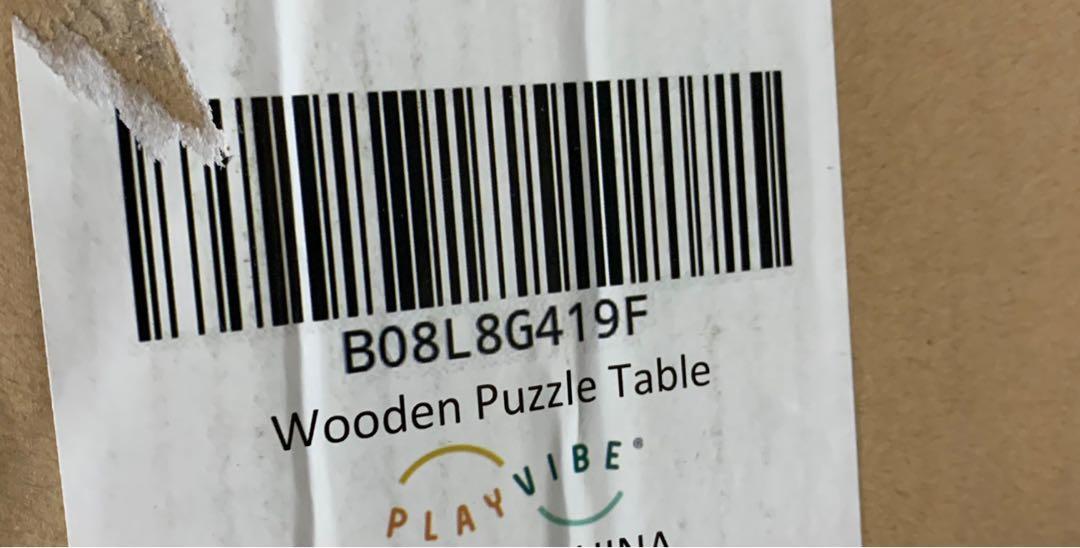 B08L8G419F
Wooden Puzzle Table
PLAYVIBE®